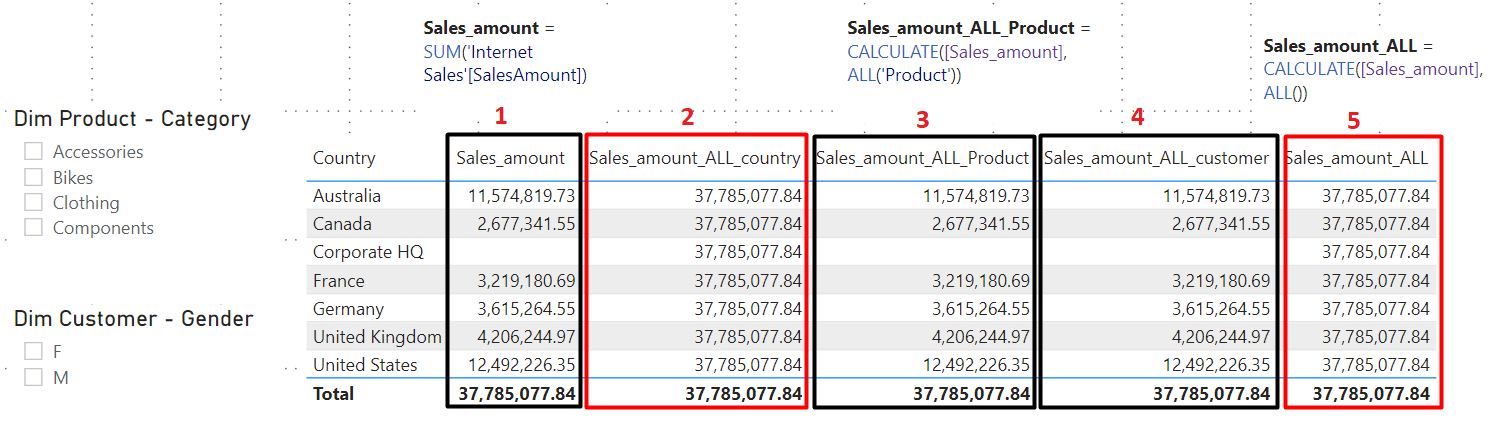 Sales_amount =
SUM('Internet
Sales'[SalesAmount])
Sales_amount_ALL_Product =
CALCULATE([Sales_amount],
ALL('Product'))
Sales_amount_ALL =
CALCULATE([Sales_amount],
ALL())
Dim Product - Category
Accessories
Bikes
Clothing
Components
Dim Customer - Gender
F
M
1 2 3 4 5
Country Sales_amount Sales_amount_ALL_country Sales_amount_ALL_Product Sales_amount_ALL_customer Sales_amount_ALL
Australia 11,574,819.73 37,785,077.84 11,574,819.73 11,574,819.73 37,785,077.84
Canada 2,677,341.55 37,785,077.84 2,677,341.55 2,677,341.55 37,785,077.84
Corporate HQ 37,785,077.84 37,785,077.84
France 3,219,180.69 37,785,077.84 3,219,180.69 3,219,180.69 37,785,077.84
Germany 3,615,264.55 37,785,077.84 3,615,264.55 3,615,264.55 37,785,077.84
United Kingdom 4,206,244.97 37,785,077.84 4,206,244.97 4,206,244.97 37,785,077.84
United States 12,492,226.35 37,785,077.84 12,492,226.35 12,492,226.35 37,785,077.84
Total 37,785,077.84 37,785,077.84 37,785,077.84 37,785,077.84 37,785,077.84